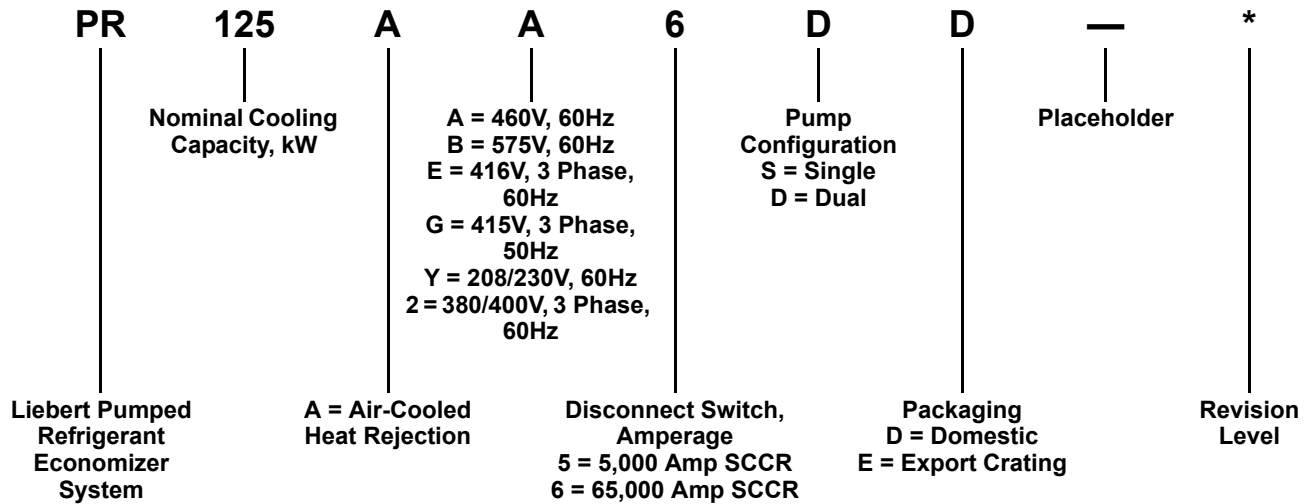 PR 125 A A 6 D D — *
Nominal Cooling
Capacity, kW
A = 460V, 60Hz
B = 575V, 60Hz
E = 416V, 3 Phase,
60Hz
G = 415V, 3 Phase,
50Hz
Y = 208/230V, 60Hz
2 = 380/400V, 3 Phase,
60Hz
Pump
Configuration
S = Single
D = Dual
Placeholder
Liebert Pumped
Refrigerant
Economizer
System
A = Air-Cooled
Heat Rejection
Disconnect Switch,
Amperage
5 = 5,000 Amp SCCR
6 = 65,000 Amp SCCR
Packaging
D = Domestic
E = Export Crating
Revision
Level